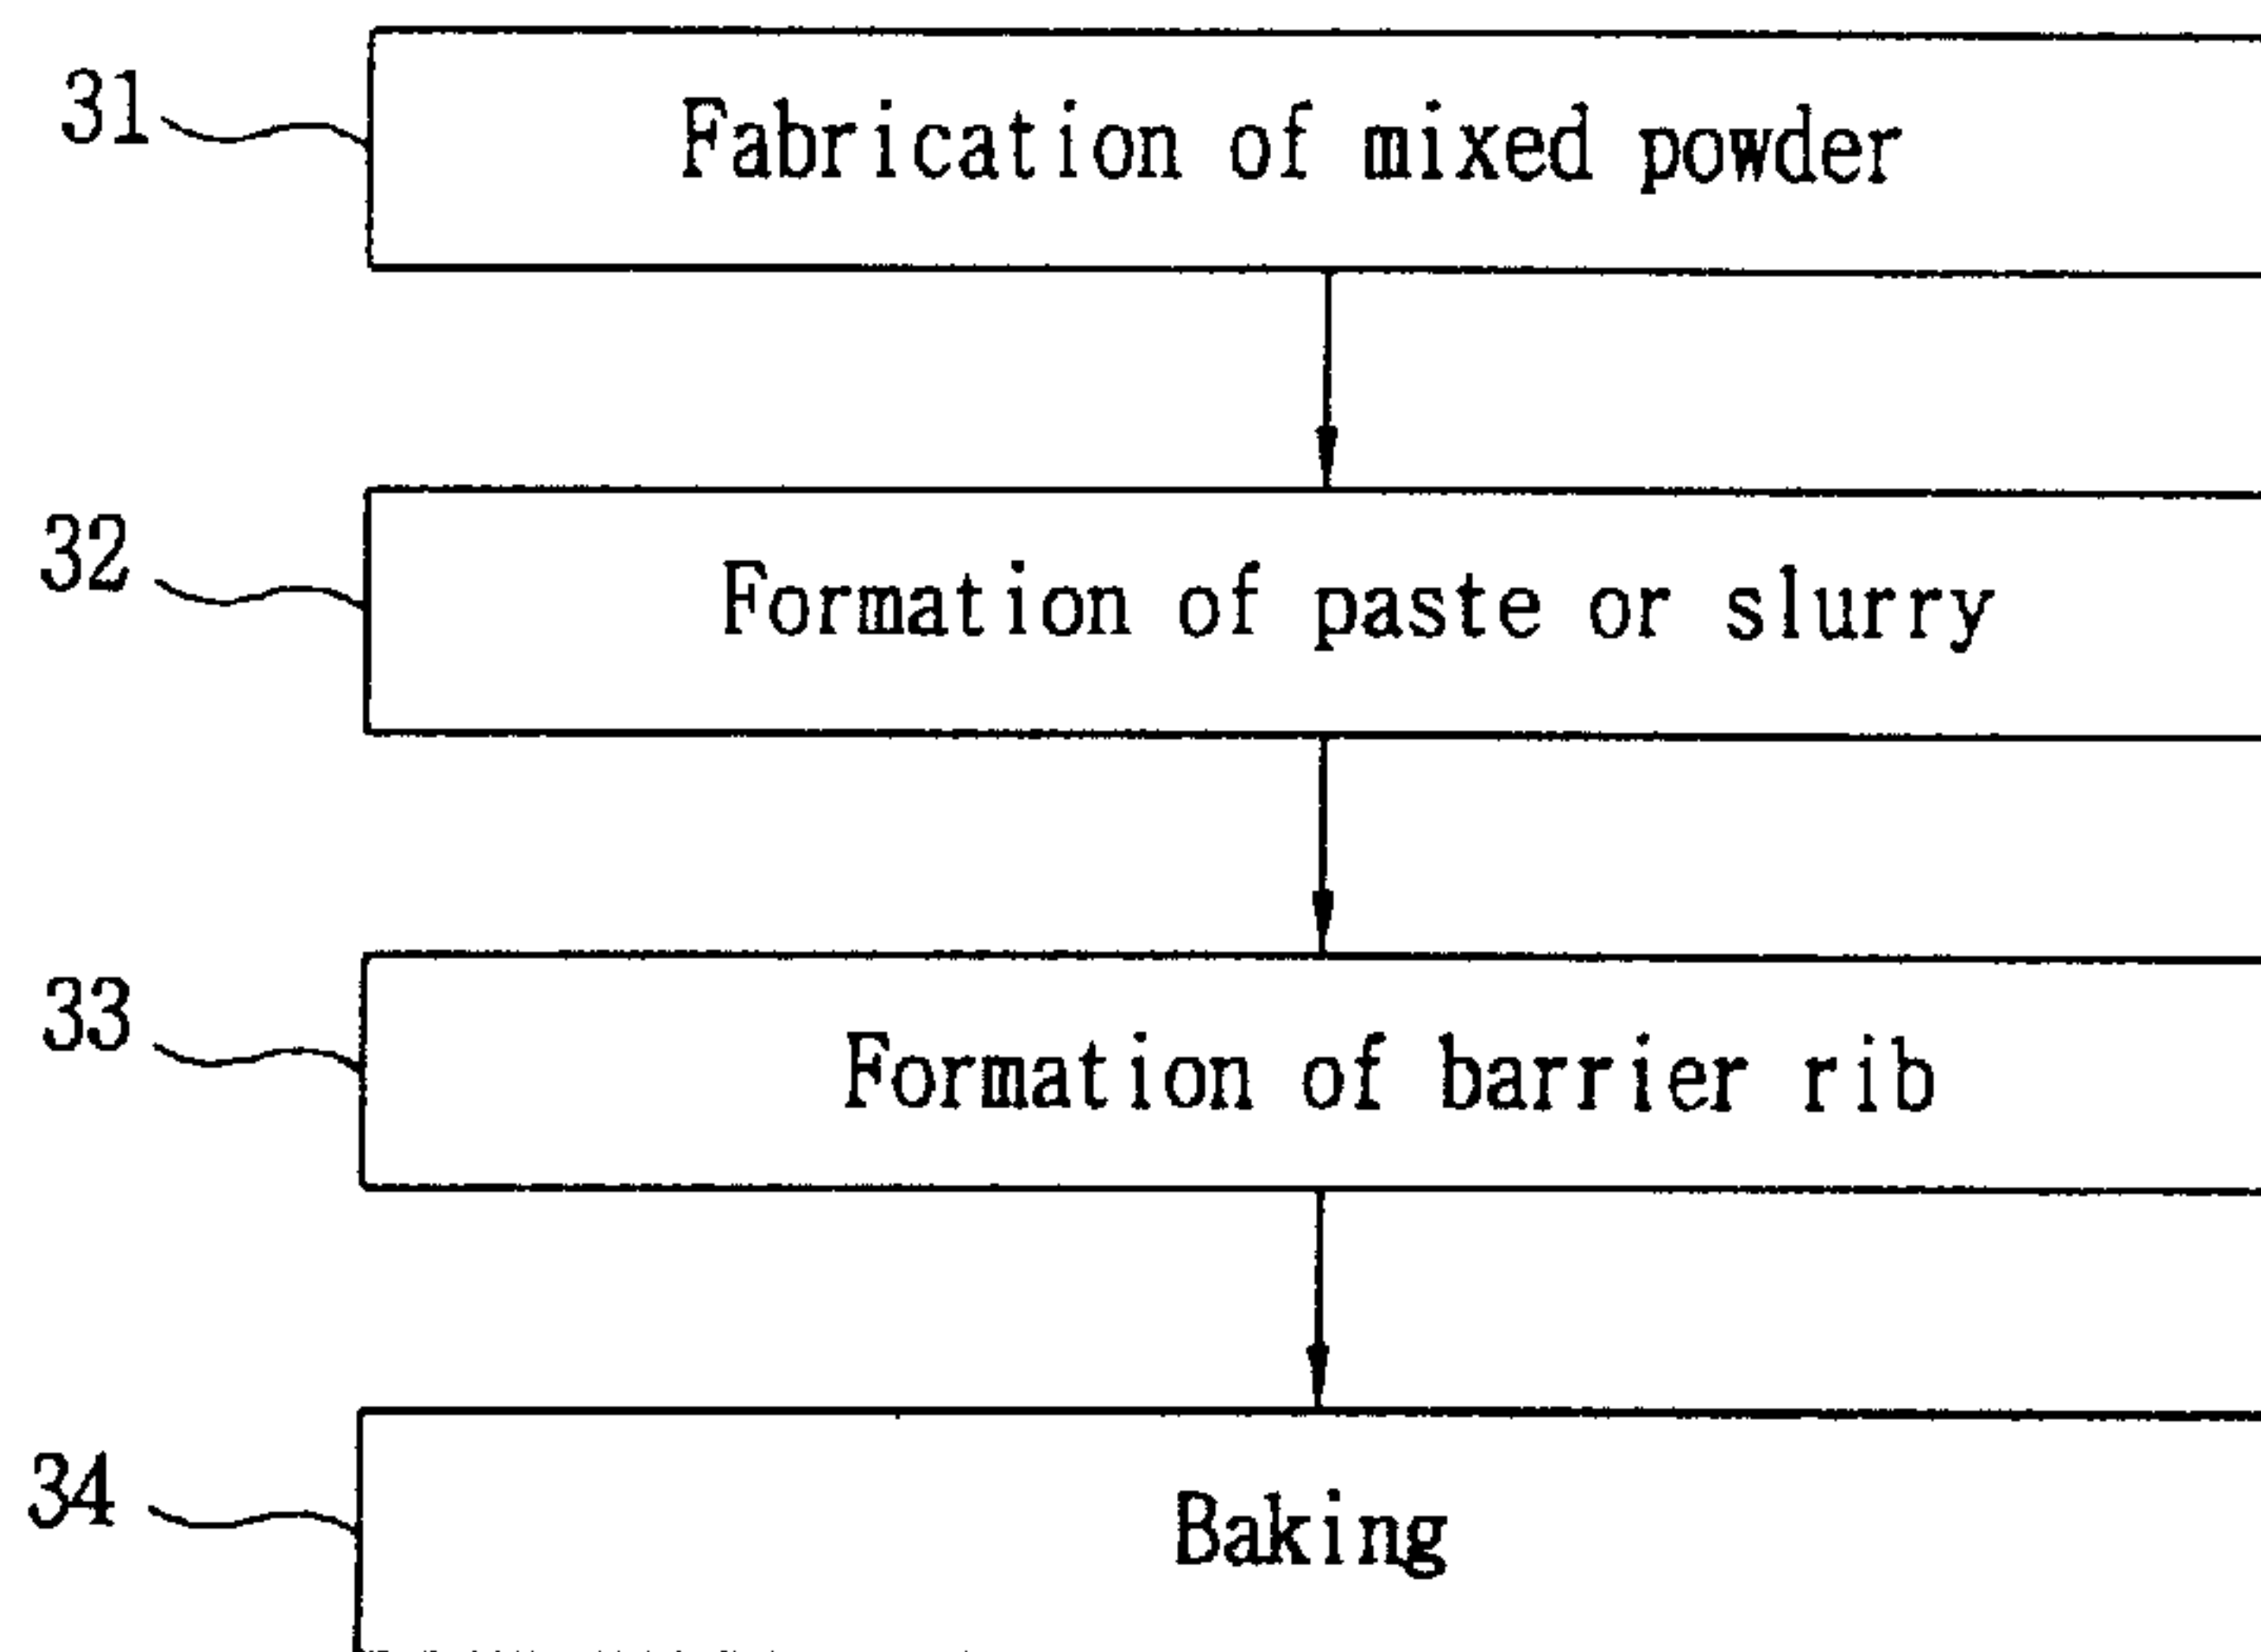 31 Fabrication of mixed powder
32 Formation of paste or slurry
33 Formation of barrier rib
34 Baking